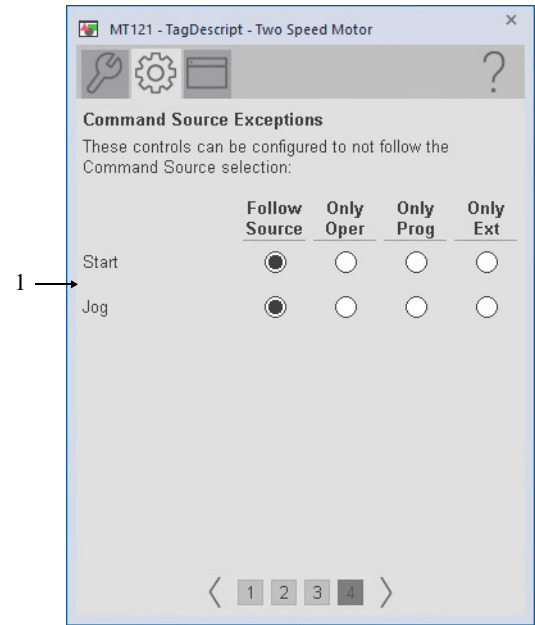 MT121 - TagDescript - Two Speed Motor
×
?
Command Source Exceptions
These controls can be configured to not follow the
Command Source selection:
Follow Source Only Oper Only Prog Only Ext
Start
1
Jog
1 2 3 4